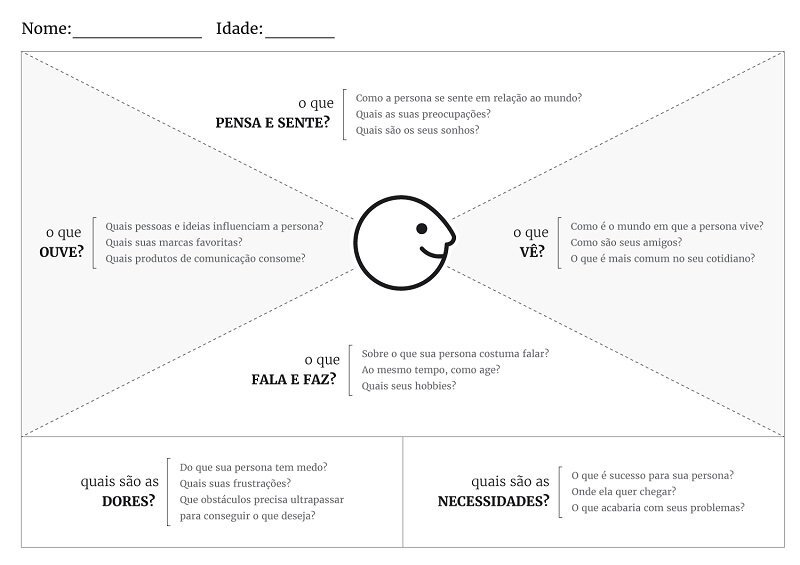 Nome:_______________ Idade:________
o que
PENSA E SENTE?
Como a persona se sente em relação ao mundo?
Quais as suas preocupações?
Quais são os seus sonhos?
o que
OUVE?
Quais pessoas e ideias influenciam a persona?
Quais suas marcas favoritas?
Quais produtos de comunicação consome?
o que
VÊ?
Como é o mundo em que a persona vive?
Como são seus amigos?
O que é mais comum no seu cotidiano?
o que
FALA E FAZ?
Sobre o que sua persona costuma falar?
Ao mesmo tempo, como age?
Quais seus hobbies?
quais são as
DORES?
Do que sua persona tem medo?
Quais suas frustrações?
Que obstáculos precisa ultrapassar
para conseguir o que deseja?
quais são as
NECESSIDADES?
O que é sucesso para sua persona?
Onde ela quer chegar?
O que acabaria com seus problemas?